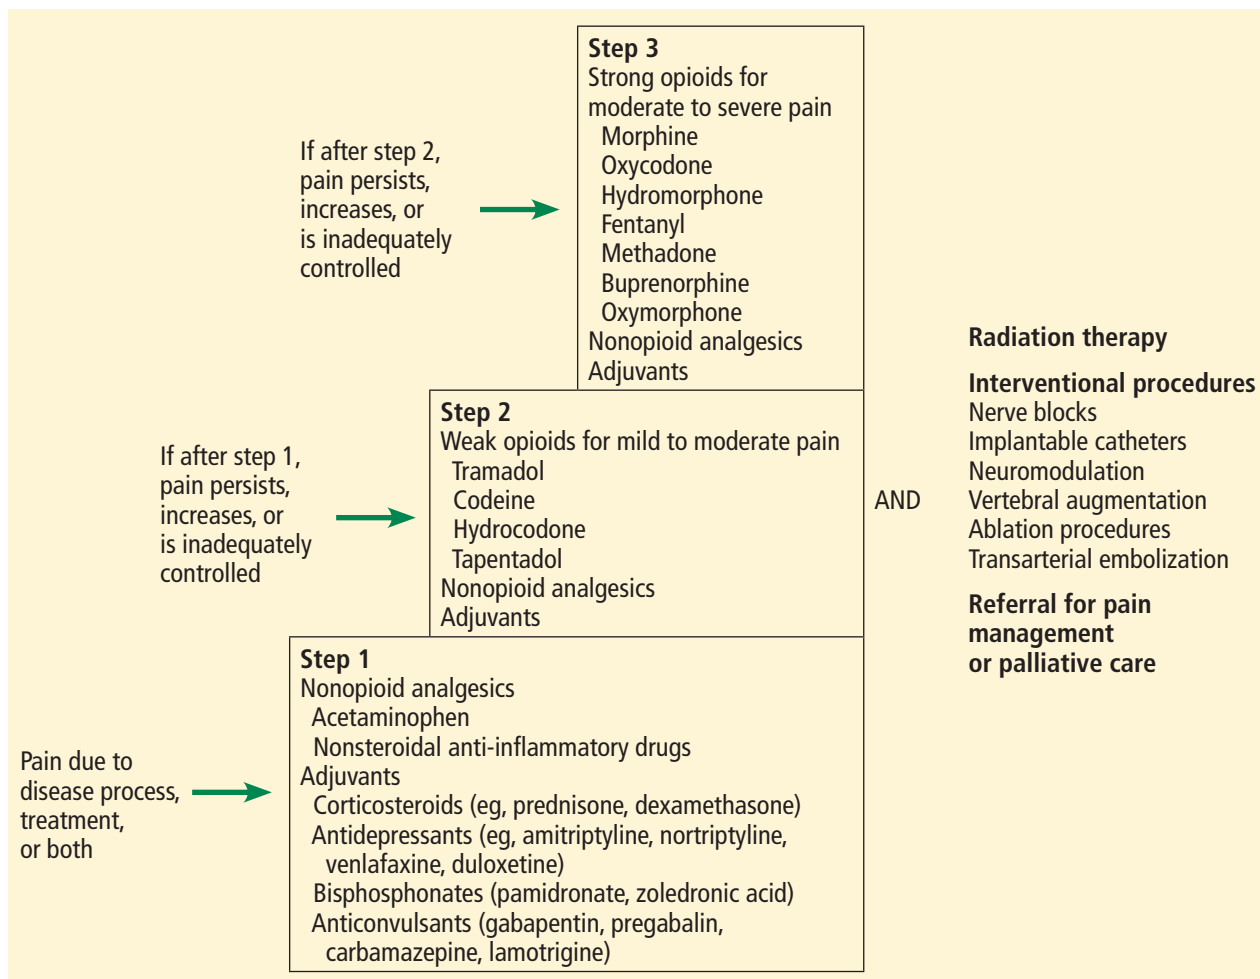 Step 3
Strong opioids for
moderate to severe pain
Morphine
Oxycodone
Hydromorphone
Fentanyl
Methadone
Buprenorphine
Oxymorphone
Nonopioid analgesics
Adjuvants
If after step 2,
pain persists,
increases, or
is inadequately
controlled
Step 2
Weak opioids for mild to moderate pain
Tramadol
Codeine
Hydrocodone
Tapentadol
Nonopioid analgesics
Adjuvants
If after step 1,
pain persists,
increases, or
is inadequately
controlled
Step 1
Nonopioid analgesics
Acetaminophen
Nonsteroidal anti-inflammatory drugs
Adjuvants
Corticosteroids (eg, prednisone, dexamethasone)
Antidepressants (eg, amitriptyline, nortriptyline,
venlafaxine, duloxetine)
Bisphosphonates (pamidronate, zoledronic acid)
Anticonvulsants (gabapentin, pregabalin,
carbamazepine, lamotrigine)
Pain due to
disease process,
treatment,
or both
AND
Radiation therapy
Interventional procedures
Nerve blocks
Implantable catheters
Neuromodulation
Vertebral augmentation
Ablation procedures
Transarterial embolization
Referral for pain
management
or palliative care